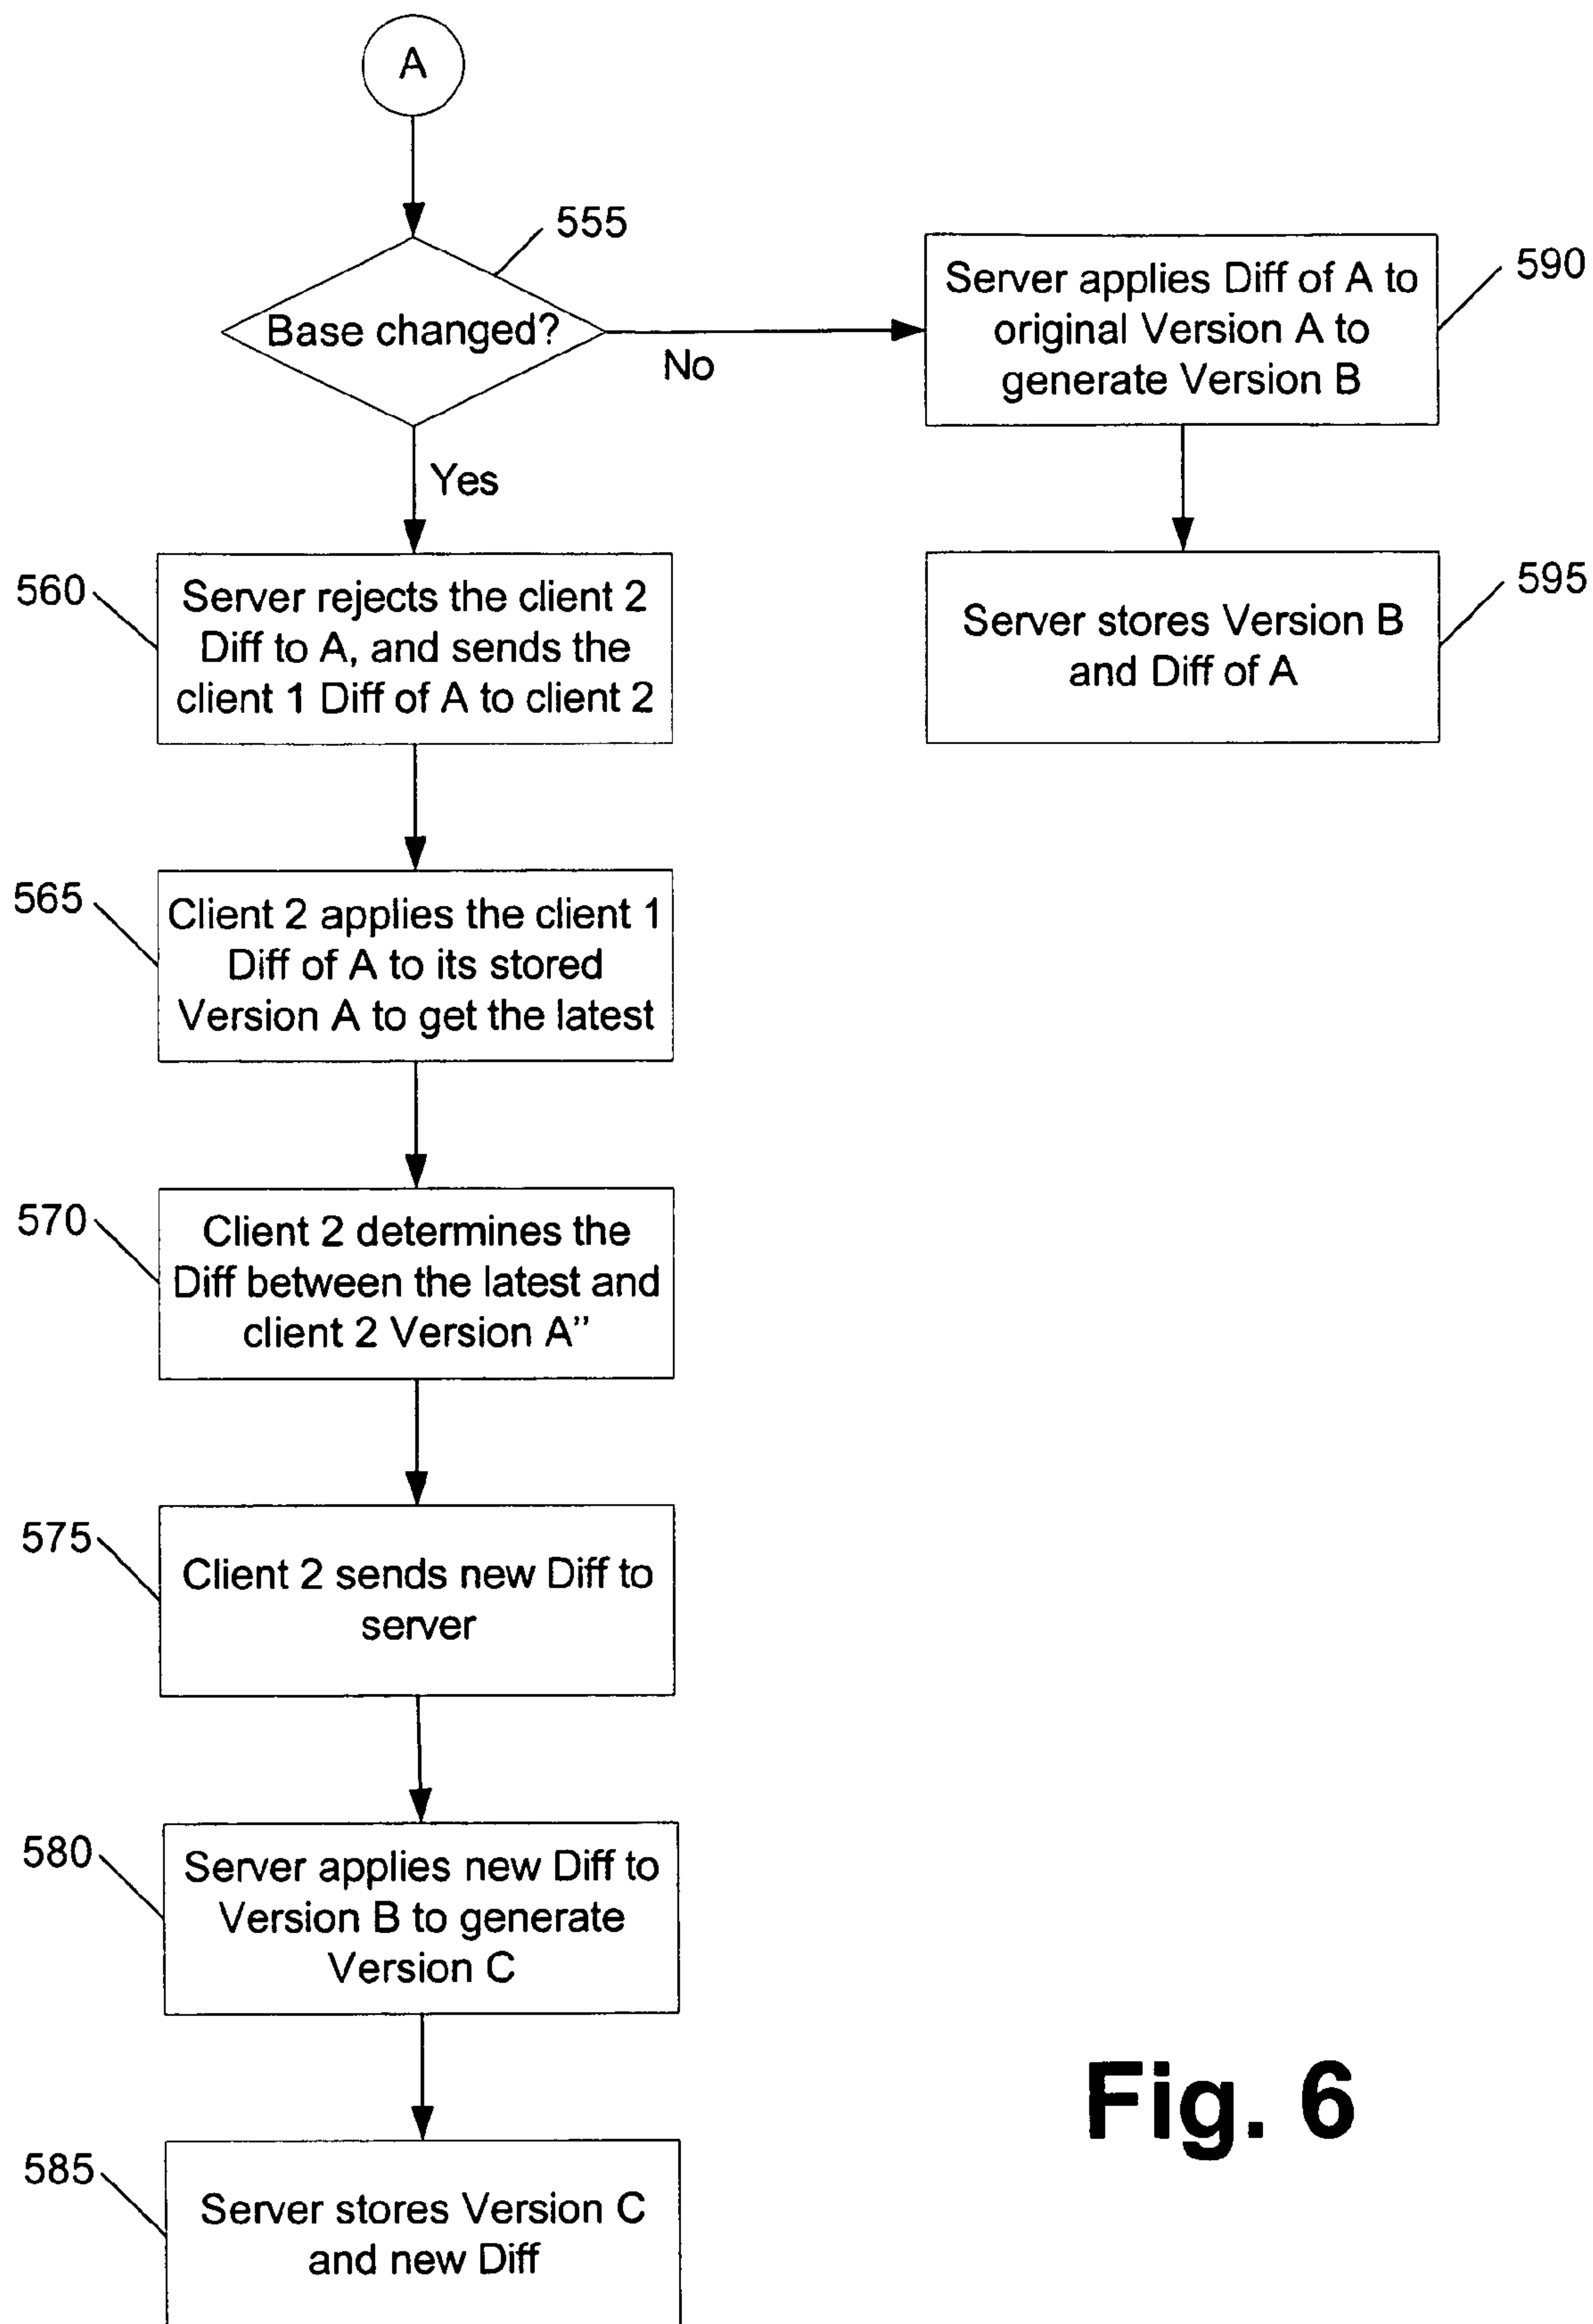 A
555
Base changed?
No
Yes
590
Server applies Diff of A to
original Version A to
generate Version B
595
Server stores Version B
and Diff of A
560
Server rejects the client 2
Diff to A, and sends the
client 1 Diff of A to client 2
565
Client 2 applies the client 1
Diff of A to its stored
Version A to get the latest
570
Client 2 determines the
Diff between the latest and
client 2 Version A”
575
Client 2 sends new Diff to
server
580
Server applies new Diff to
Version B to generate
Version C
585
Server stores Version C
and new Diff
Fig. 6